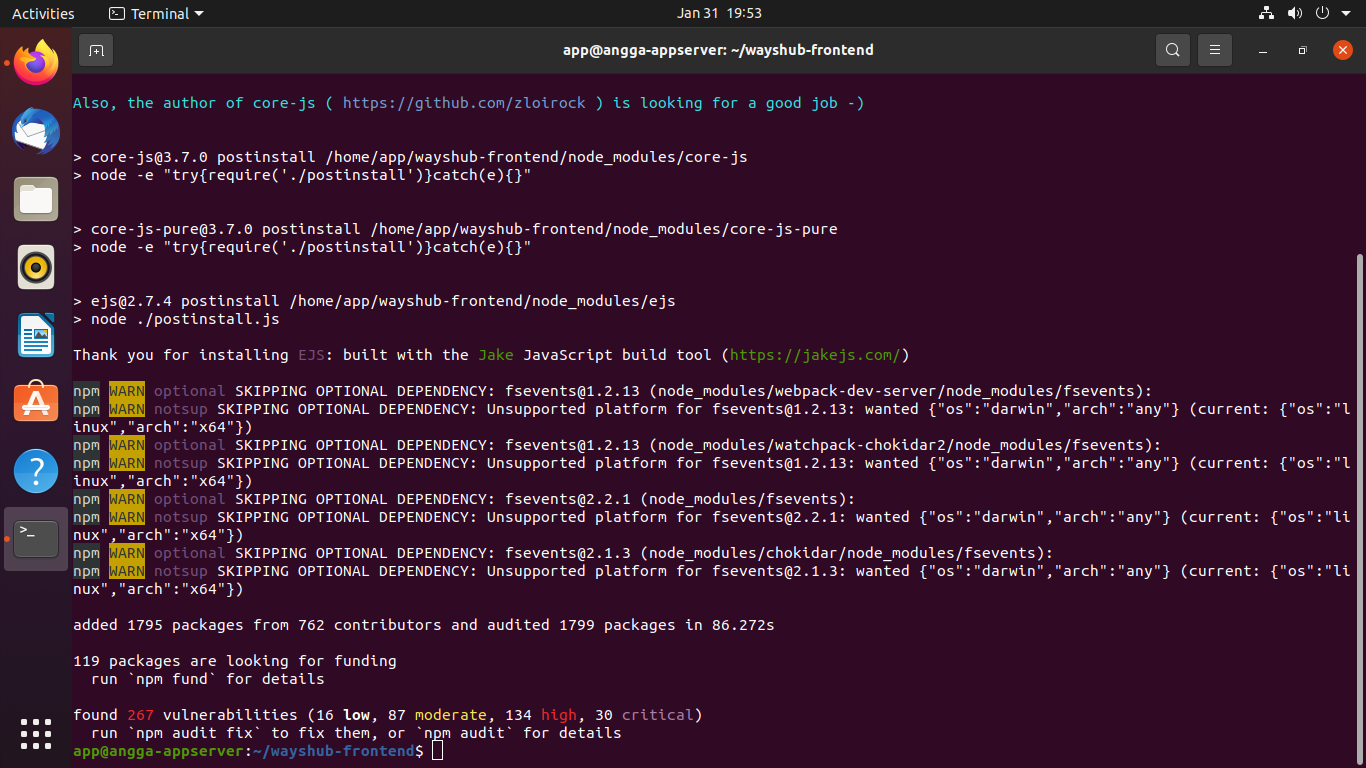 Activities
Terminal
Jan 31 19:53
app@angga-appserver: ~/wayshub-frontend
Also, the author of core-js ( https://github.com/zloirock ) is looking for a good job -)
> core-js@3.7.0 postinstall /home/app/wayshub-frontend/node_modules/core-js
> node -e "try{require('./postinstall')}catch(e){}"
> core-js-pure@3.7.0 postinstall /home/app/wayshub-frontend/node_modules/core-js-pure
> node -e "try{require('./postinstall')}catch(e){}"
> ejs@2.7.4 postinstall /home/app/wayshub-frontend/node_modules/ejs
> node ./postinstall.js
Thank you for installing EJS: built with the Jake JavaScript build tool (https://jakejs.com/)
npm WARN optional SKIPPING OPTIONAL DEPENDENCY: fsevents@1.2.13 (node_modules/webpack-dev-server/node_modules/fsevents):
npm WARN notsup SKIPPING OPTIONAL DEPENDENCY: Unsupported platform for fsevents@1.2.13: wanted {"os":"darwin","arch":"any"} (current: {"os":"l
inux","arch":"x64"})
npm WARN optional SKIPPING OPTIONAL DEPENDENCY: fsevents@1.2.13 (node_modules/watchpack-chokidar2/node_modules/fsevents):
npm WARN notsup SKIPPING OPTIONAL DEPENDENCY: Unsupported platform for fsevents@1.2.13: wanted {"os":"darwin","arch":"any"} (current: {"os":"l
inux","arch":"x64"})
npm WARN optional SKIPPING OPTIONAL DEPENDENCY: fsevents@2.2.1 (node_modules/fsevents):
npm WARN notsup SKIPPING OPTIONAL DEPENDENCY: Unsupported platform for fsevents@2.2.1: wanted {"os":"darwin","arch":"any"} (current: {"os":"li
nux","arch":"x64"})
npm WARN optional SKIPPING OPTIONAL DEPENDENCY: fsevents@2.1.3 (node_modules/chokidar/node_modules/fsevents):
npm WARN notsup SKIPPING OPTIONAL DEPENDENCY: Unsupported platform for fsevents@2.1.3: wanted {"os":"darwin","arch":"any"} (current: {"os":"li
nux","arch":"x64"})
added 1795 packages from 762 contributors and audited 1799 packages in 86.272s
119 packages are looking for funding
  run `npm fund` for details
found 267 vulnerabilities (16 low, 87 moderate, 134 high, 30 critical)
  run `npm audit fix` to fix them, or `npm audit` for details
app@angga-appserver:~/wayshub-frontend$